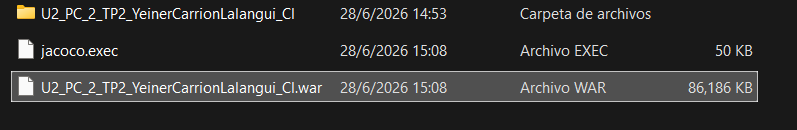 U2_PC_2_TP2_YeinerCarrionLalangui_CI 28/6/2026 14:53 Carpeta de archivos
jacoco.exec 28/6/2026 15:08 Archivo EXEC 50 KB
U2_PC_2_TP2_YeinerCarrionLalangui_CI.war 28/6/2026 15:08 Archivo WAR 86,186 KB